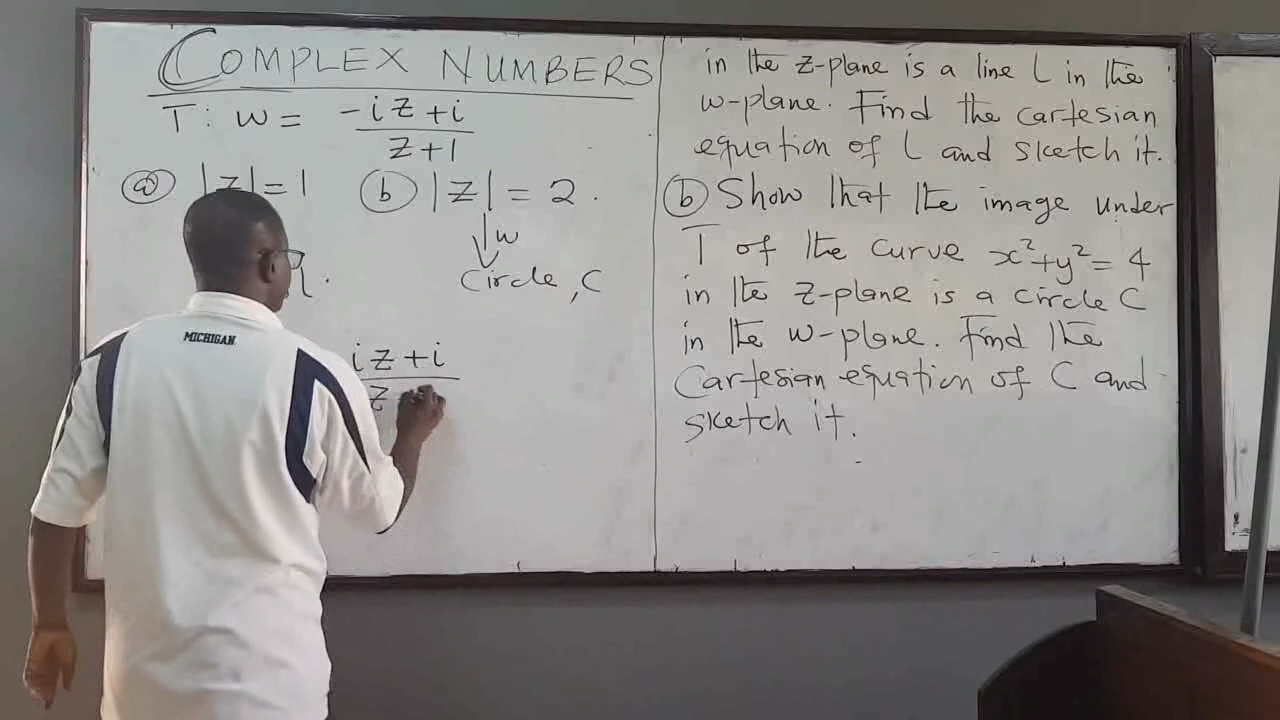 COMPLEX NUMBERS
T: w = -iz+i
z+1
(a) |z|=1
(b) |z| = 2.
w
Circle, C
l.
iz+i
z
in the z-plane is a line l in the
w-plane. Find the cartesian
equation of l and sketch it.
(b) Show that the image under
T of the curve x²+y²= 4
in the z-plane is a circle C
in the w-plane. Find the
Cartesian equation of C and
sketch it.
MICHIGAN